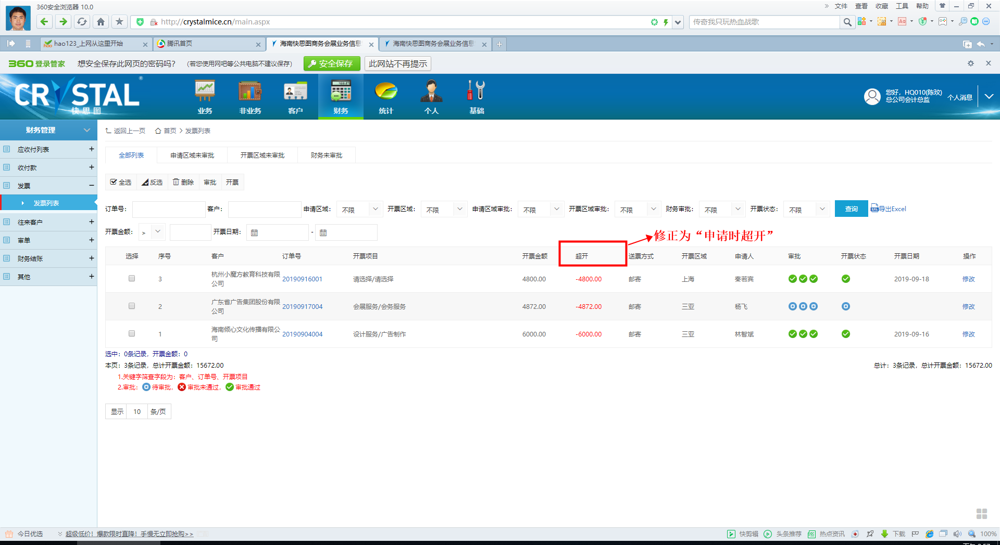 360安全浏览器 10.0
» 文件 查看 收藏 工具 帮助
http://crystalmice.cn/main.aspx
传奇我只玩热血战歌
hao123_上网从这里开始
腾讯首页
海南快思图商务会展业务信息
海南快思图商务会展业务信息
360登录管家 想安全保存此网页的密码吗? (若您使用网吧等公共电脑不建议保存) 安全保存 此网站不再提示
CRYSTAL ®
快思图
业务 非业务 客户 财务 统计 个人 基础
您好，HQ010(陈玟)
总公司会计总监
个人消息
财务管理
应收付列表 +
收付款 +
发票 −
发票列表
往来客户 +
审单 +
财务结账 +
其他 +
返回上一页 首页 > 发票列表
全部列表 申请区域未审批 开票区域未审批 财务未审批
全选 反选 删除 审批 开票
订单号： 客户： 申请区域： 不限 开票区域： 不限 申请区域审批： 不限 开票区域审批： 不限 财务审批： 不限 开票状态： 不限 查询 导出Excel
开票金额： > 开票日期： -
修正为“申请时超开”
选择 序号 客户 订单号 开票项目 开票金额 超开 送票方式 开票区域 申请人 审批 开票状态 开票日期 操作
3 杭州小魔方教育科技有限公司 20190916001 请选择/请选择 4800.00 -4800.00 邮寄 上海 秦若宾 2019-09-18 修改
2 广东省广告集团股份有限公司 20190917004 会展服务/会务服务 4872.00 -4872.00 邮寄 三亚 杨飞 修改
1 海南倾心文化传播有限公司 20190904004 设计服务/广告制作 6000.00 -6000.00 邮寄 三亚 林智斌 2019-09-16 修改
选中：0条记录，开票金额：0
本页：3条记录，总计开票金额：15672.00
总计：3条记录，总计开票金额：15672.00
1.关键字筛查字段为：客户、订单号、开票项目
2.审批： 待审批， 审批未通过， 审批通过
显示 10 条/页
今日优选
超级低价！爆款限时直降！手慢无立即抢购>>
快剪辑 头条推荐 热点资讯 下载 100%